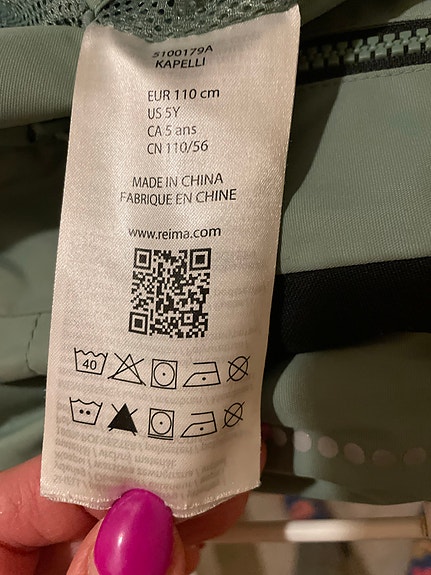 5100179A
KAPELLI
EUR 110 cm
US 5Y
CA 5 ans
CN 110/56
MADE IN CHINA
FABRIQUE EN CHINE
www.reima.com
40